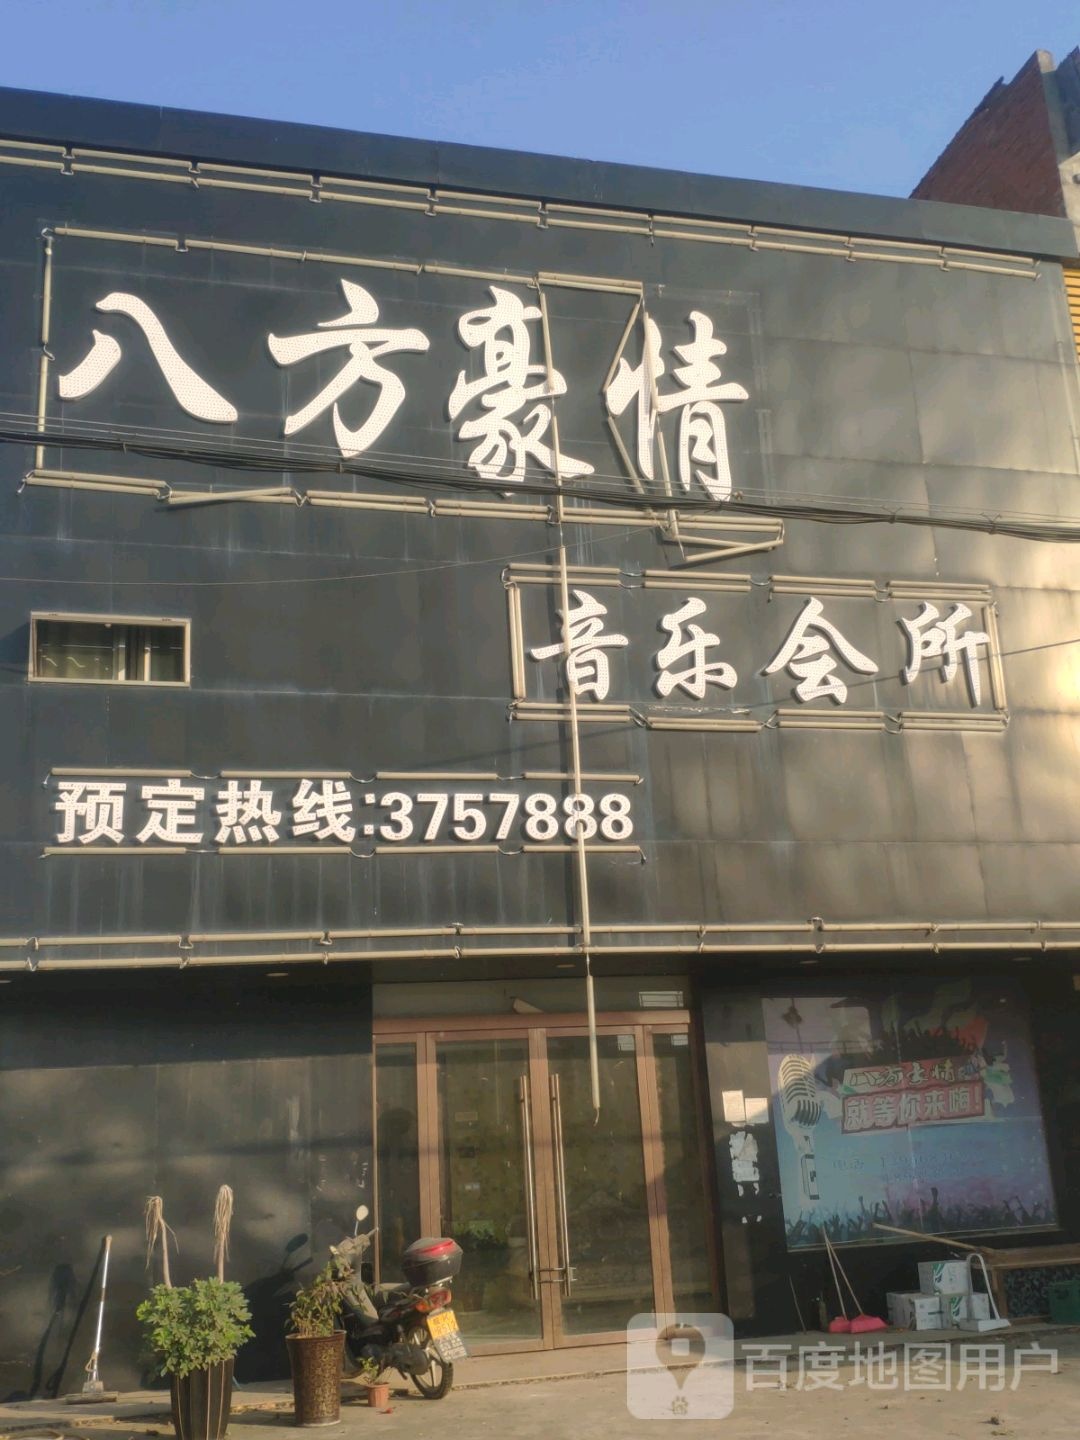 八方豪情
音乐会所
预定热线:3757888
八方豪情
就等你来嗨!
百度地图用户